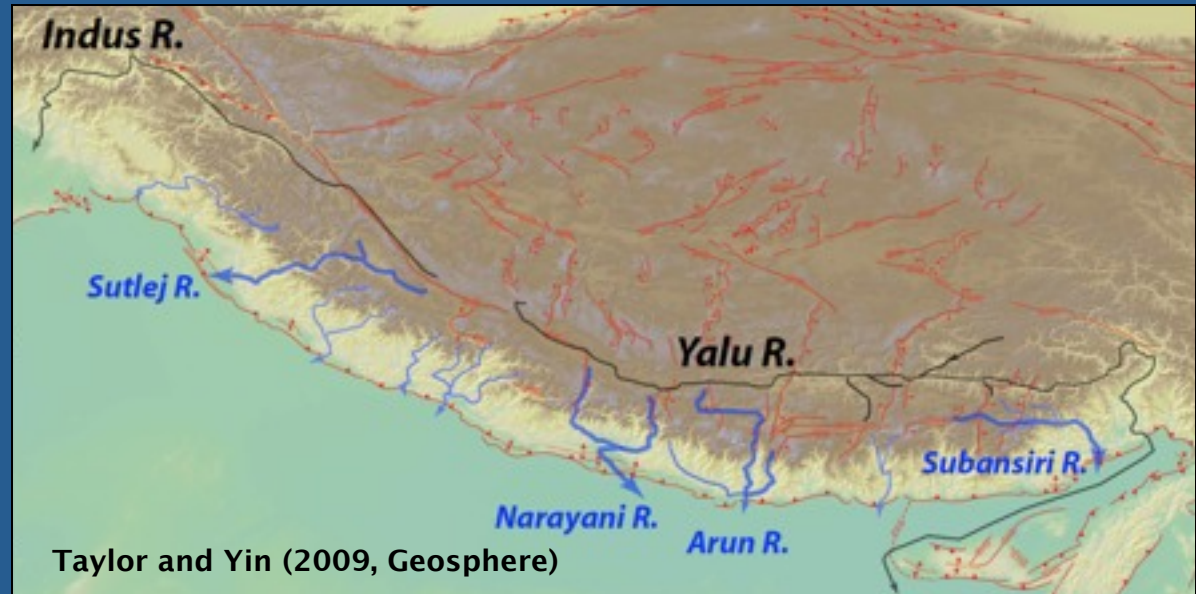 Indus R.
Sutlej R.
Yalu R.
Subansiri R.
Narayani R.
Arun R.
Taylor and Yin (2009, Geosphere)